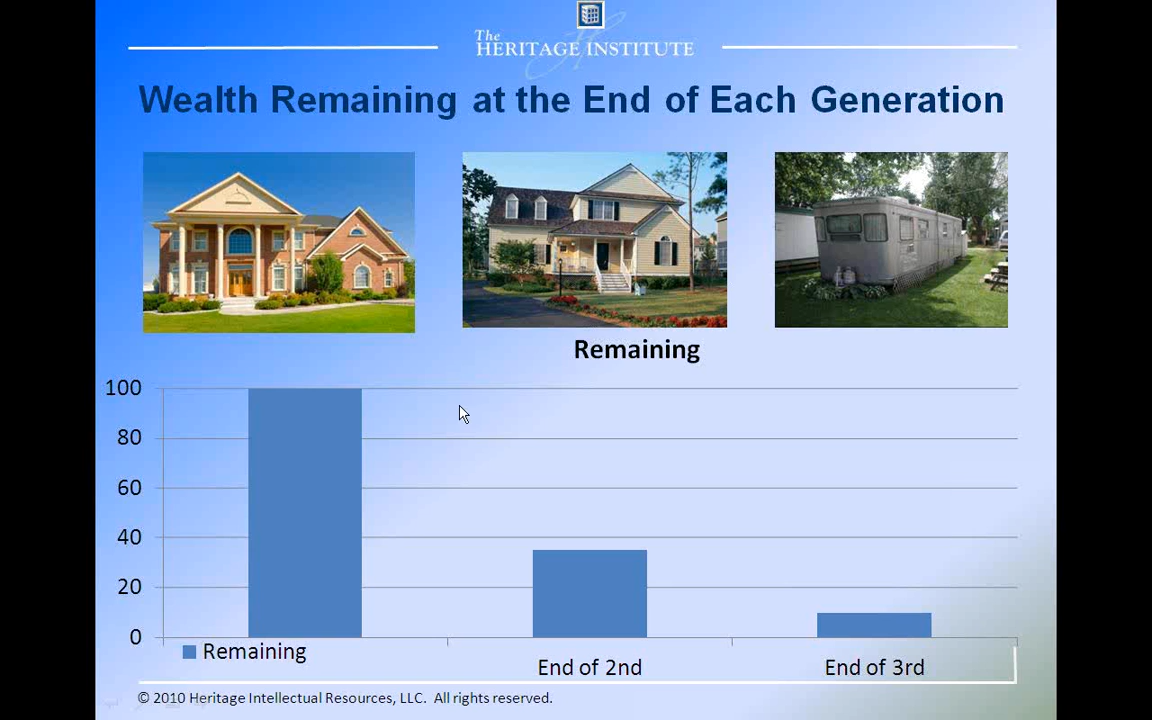 The
HERITAGE INSTITUTE
Wealth Remaining at the End of Each Generation
Remaining
100
80
60
40
20
0
Remaining
End of 2nd
End of 3rd
© 2010 Heritage Intellectual Resources, LLC. All rights reserved.